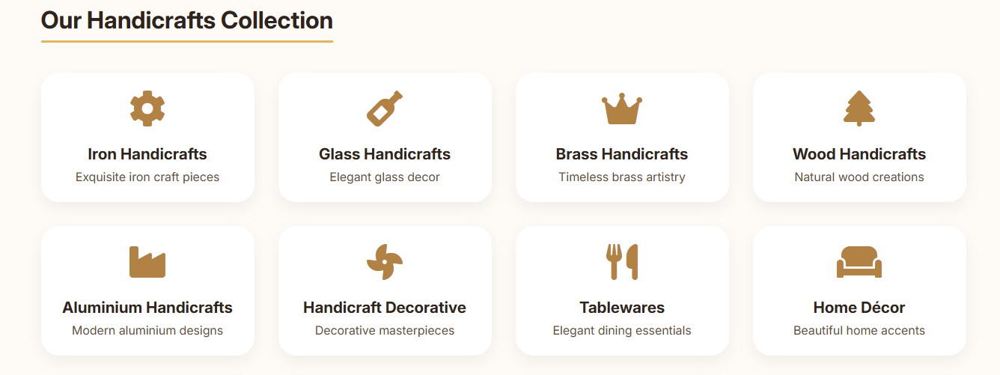 Our Handicrafts Collection
Iron Handicrafts
Exquisite iron craft pieces
Glass Handicrafts
Elegant glass decor
Brass Handicrafts
Timeless brass artistry
Wood Handicrafts
Natural wood creations
Aluminium Handicrafts
Modern aluminium designs
Handicraft Decorative
Decorative masterpieces
Tablewares
Elegant dining essentials
Home Décor
Beautiful home accents